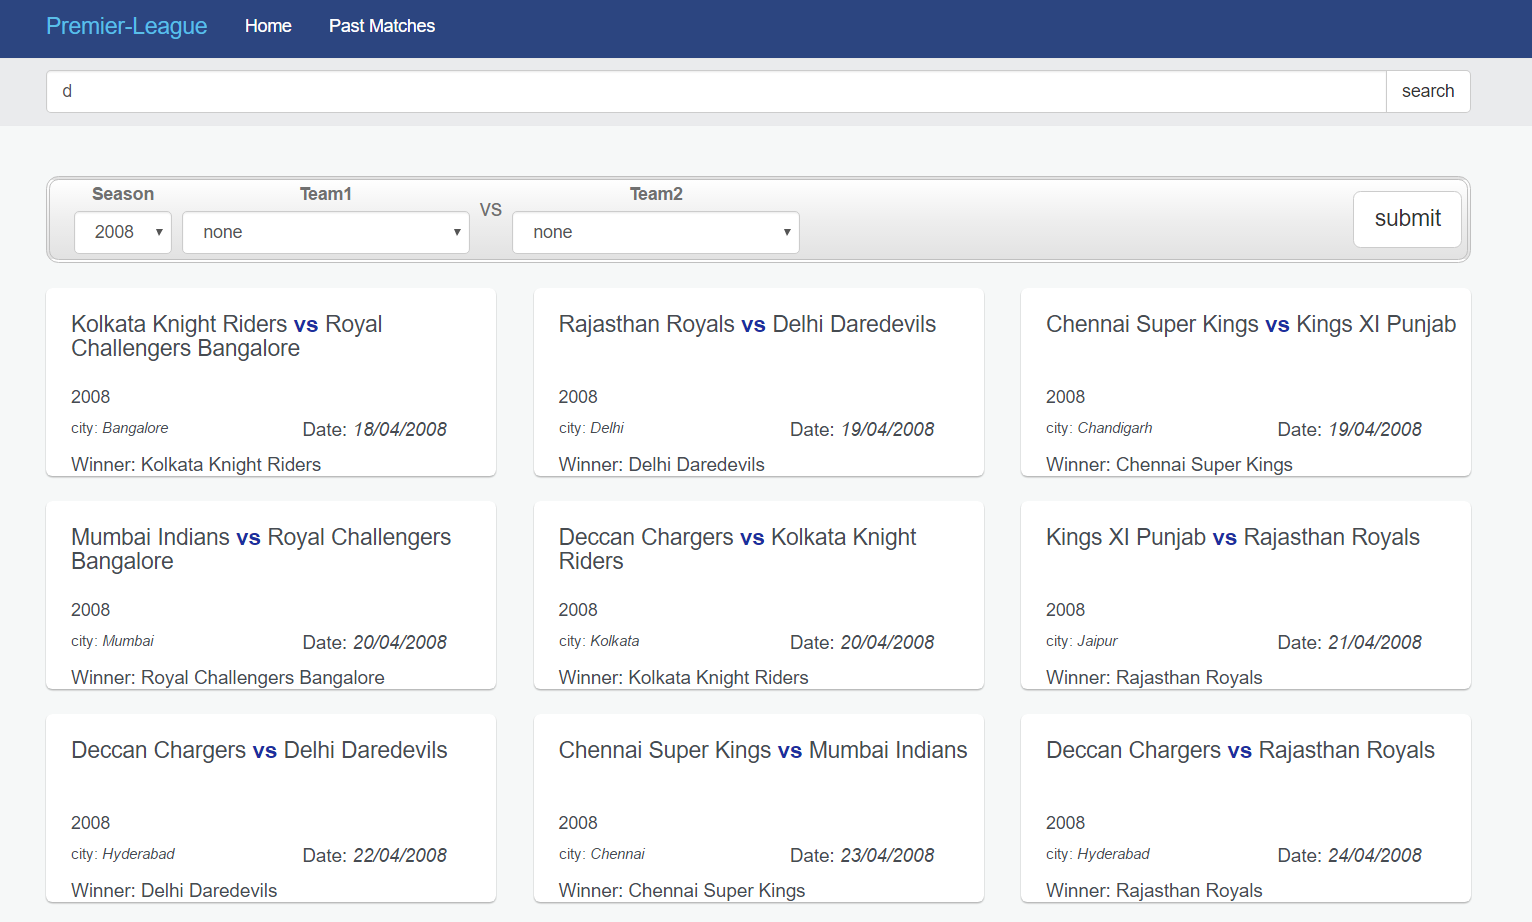 Premier-League Home Past Matches
d search
Season Team1 Team2
VS
2008 none none submit
Kolkata Knight Riders vs Royal
Challengers Bangalore
2008
city: Bangalore Date: 18/04/2008
Winner: Kolkata Knight Riders
Rajasthan Royals vs Delhi Daredevils
2008
city: Delhi Date: 19/04/2008
Winner: Delhi Daredevils
Chennai Super Kings vs Kings XI Punjab
2008
city: Chandigarh Date: 19/04/2008
Winner: Chennai Super Kings
Mumbai Indians vs Royal Challengers
Bangalore
2008
city: Mumbai Date: 20/04/2008
Winner: Royal Challengers Bangalore
Deccan Chargers vs Kolkata Knight
Riders
2008
city: Kolkata Date: 20/04/2008
Winner: Kolkata Knight Riders
Kings XI Punjab vs Rajasthan Royals
2008
city: Jaipur Date: 21/04/2008
Winner: Rajasthan Royals
Deccan Chargers vs Delhi Daredevils
2008
city: Hyderabad Date: 22/04/2008
Winner: Delhi Daredevils
Chennai Super Kings vs Mumbai Indians
2008
city: Chennai Date: 23/04/2008
Winner: Chennai Super Kings
Deccan Chargers vs Rajasthan Royals
2008
city: Hyderabad Date: 24/04/2008
Winner: Rajasthan Royals